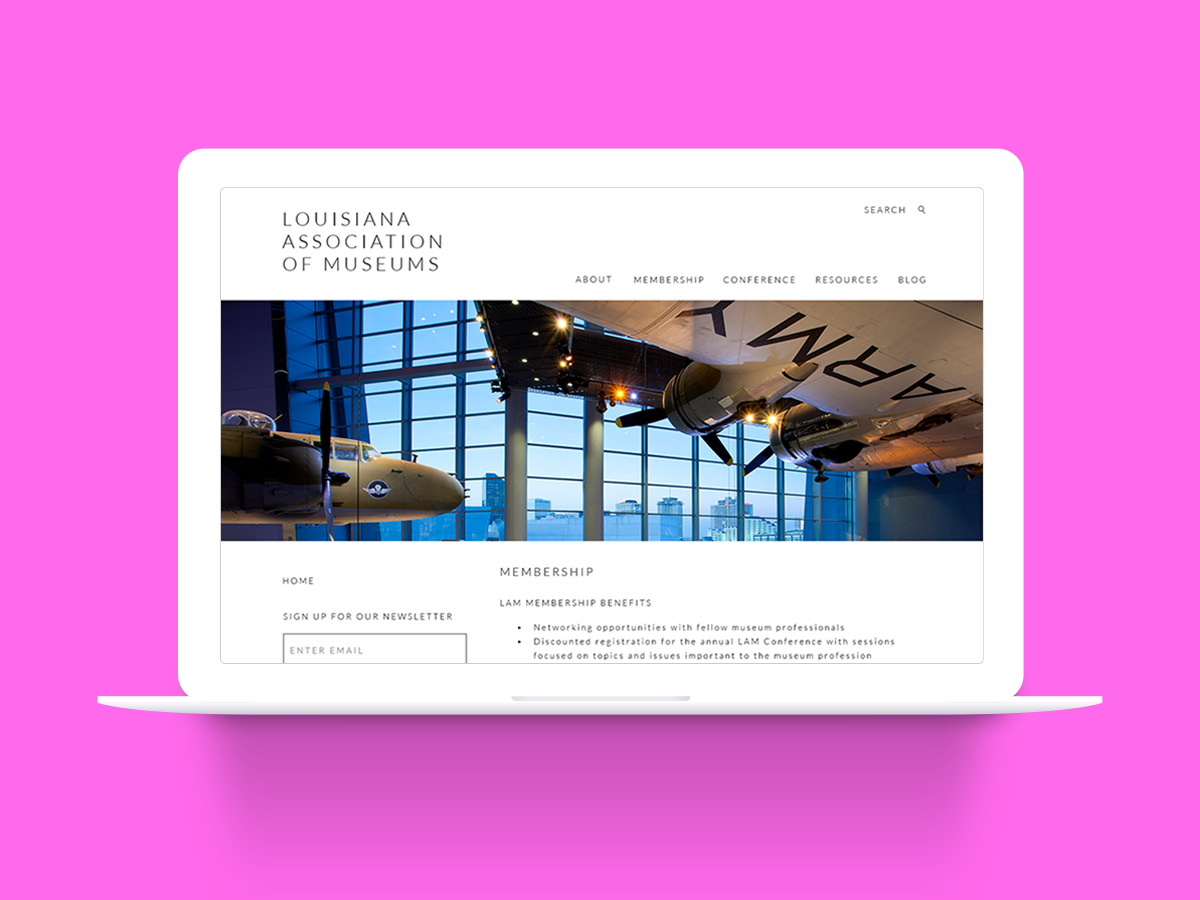 LOUISIANA
ASSOCIATION
OF MUSEUMS
SEARCH
ABOUT MEMBERSHIP CONFERENCE RESOURCES BLOG
ARMY
HOME
SIGN UP FOR OUR NEWSLETTER
ENTER EMAIL
MEMBERSHIP
LAM MEMBERSHIP BENEFITS
• Networking opportunities with fellow museum professionals
• Discounted registration for the annual LAM Conference with sessions
focused on topics and issues important to the museum profession